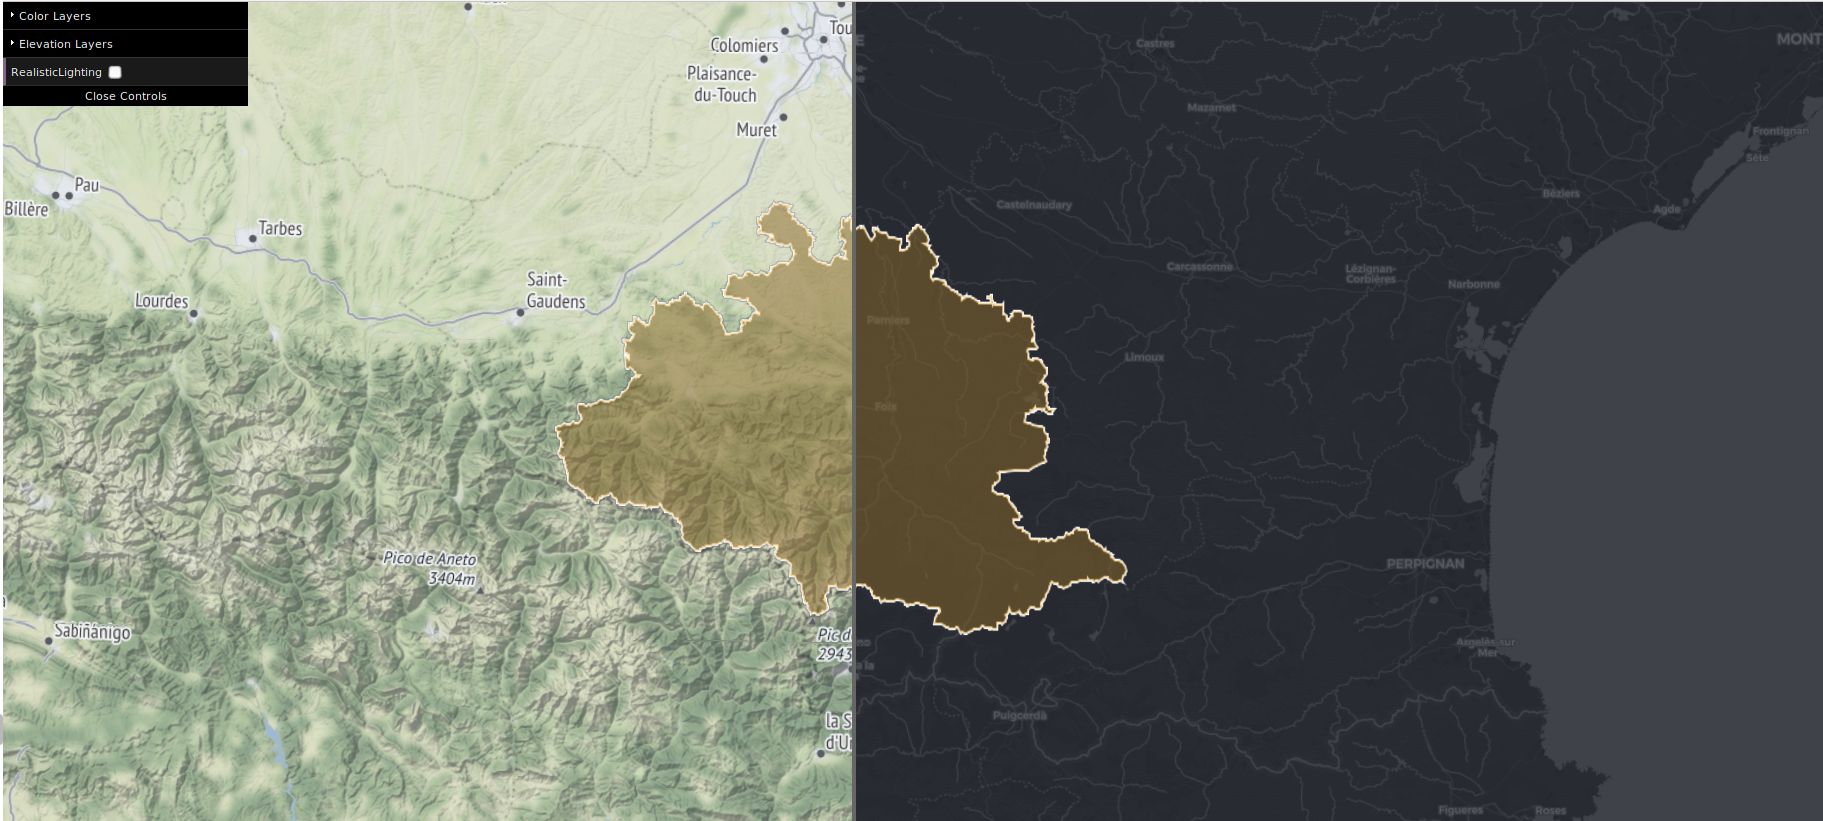 Color Layers
Elevation Layers
RealisticLighting
Close Controls
Tou
Colomiers
Plaisance-
du-Touch
Muret
Pau
Billère
Tarbes
Lourdes
Saint-
Gaudens
Pico de Aneto
3404m
Sabiñánigo
Pic d
2943
la S
d'U
E
Castres
MONT
Mazamet
Frontignan
Sète
Béziers
Agde
Castelnaudary
Carcassonne
Lézignan-
Corbières
Narbonne
Pamiers
Limoux
Foix
PERPIGNAN
Argelès-sur-
Mer
no
a la
Puigcerdà
Figueres
Roses